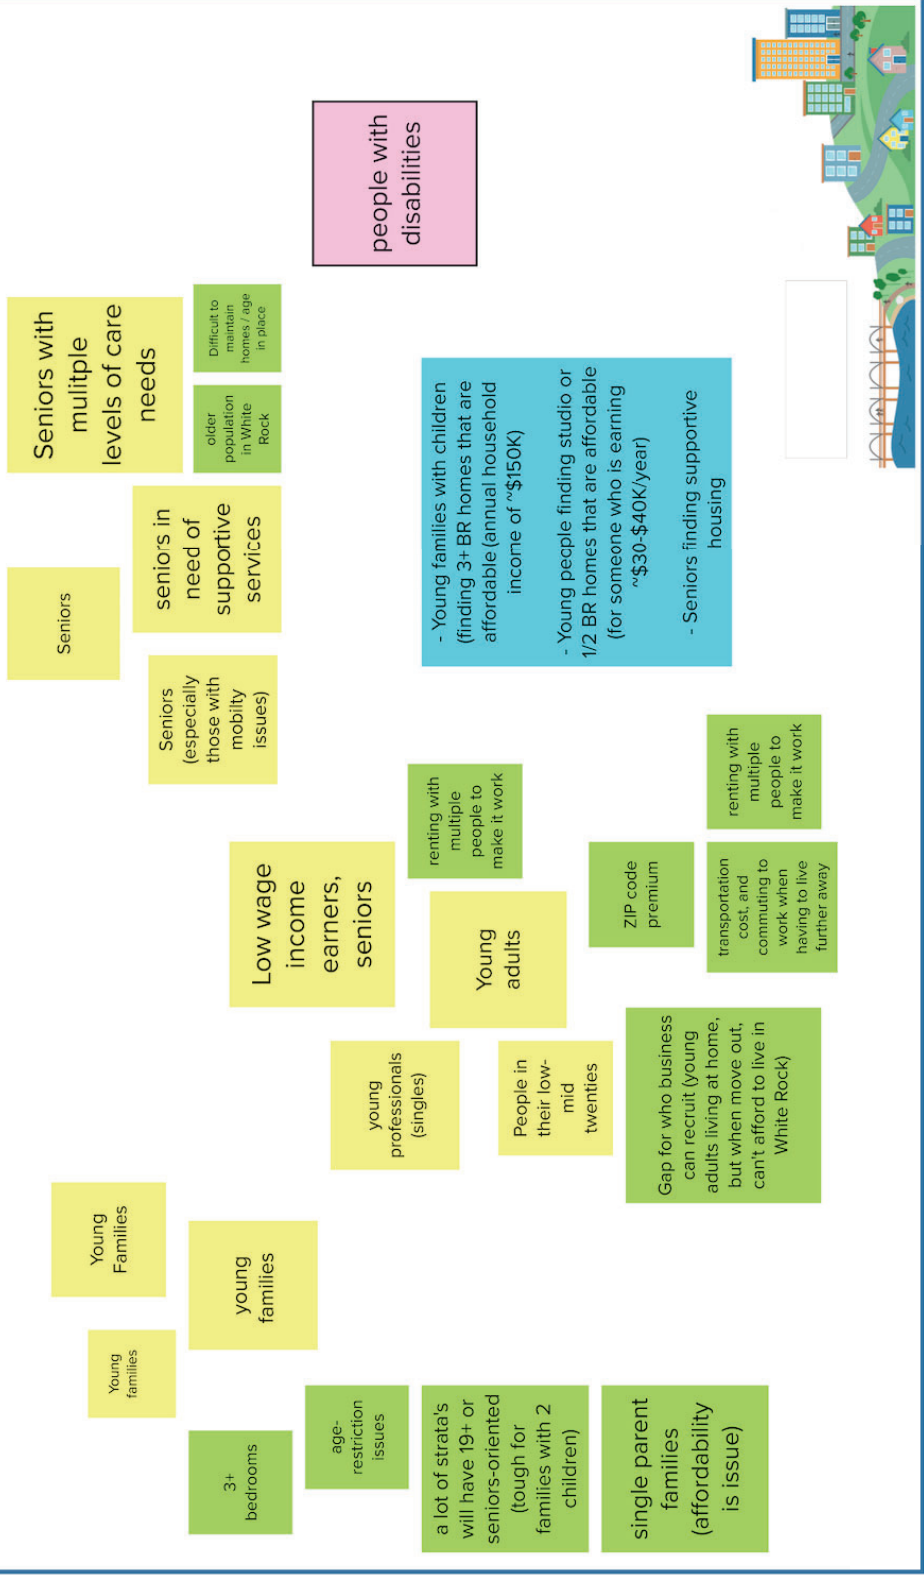 Young
families
Young
Families
young
families
3+
bedrooms
age-
restriction
issues
a lot of strata's
will have 19+ or
seniors-oriented
(tough for
families with 2
children)
single parent
families
(affordability
is issue)
Low wage
income
earners,
seniors
young
professionals
(singles)
Young
adults
People in
their low-
mid
twenties
renting with
multiple
people to
make it work
Gap for who business
can recruit (young
adults living at home,
but when move out,
can't afford to live in
White Rock)
ZIP code
premium
transportation
cost, and
commuting to
work when
having to live
further away
renting with
multiple
people to
make it work
Seniors
Seniors
(especially
those with
mobilty
issues)
seniors in
need of
supportive
services
Seniors with
mulitple
levels of care
needs
older
population
in White
Rock
Difficult to
maintain
homes / age
in place
- Young families with children
(finding 3+ BR homes that are
affordable (annual household
income of ~$150K)
- Young people finding studio or
1/2 BR homes that are affordable
(for someone who is earning
~$30-$40K/year)
- Seniors finding supportive
housing
people with
disabilities